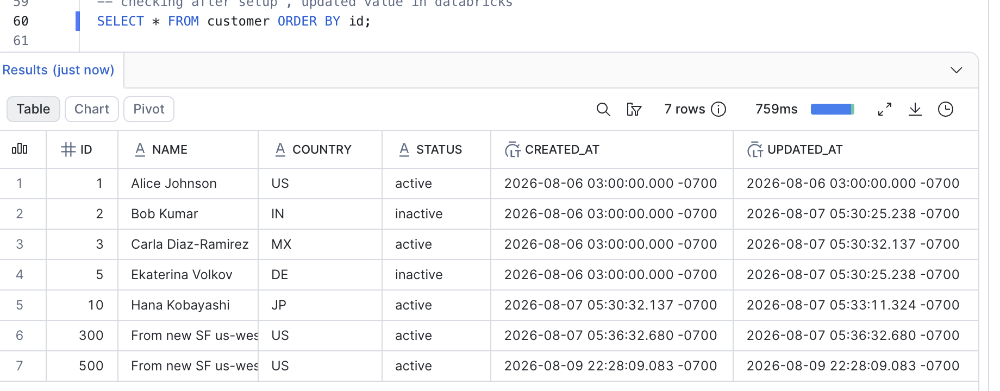 59 -- checking after setup , updated value in databricks
60 SELECT * FROM customer ORDER BY id;
61
Results (just now)
Table Chart Pivot 7 rows 759ms
ID NAME COUNTRY STATUS CREATED_AT UPDATED_AT
1 1 Alice Johnson US active 2026-08-06 03:00:00.000 -0700 2026-08-06 03:00:00.000 -0700
2 2 Bob Kumar IN inactive 2026-08-06 03:00:00.000 -0700 2026-08-07 05:30:25.238 -0700
3 3 Carla Diaz-Ramirez MX active 2026-08-06 03:00:00.000 -0700 2026-08-07 05:30:32.137 -0700
4 5 Ekaterina Volkov DE inactive 2026-08-06 03:00:00.000 -0700 2026-08-07 05:30:25.238 -0700
5 10 Hana Kobayashi JP active 2026-08-07 05:30:32.137 -0700 2026-08-07 05:33:11.324 -0700
6 300 From new SF us-wes US active 2026-08-07 05:36:32.680 -0700 2026-08-07 05:36:32.680 -0700
7 500 From new SF us-wes US active 2026-08-09 22:28:09.083 -0700 2026-08-09 22:28:09.083 -0700